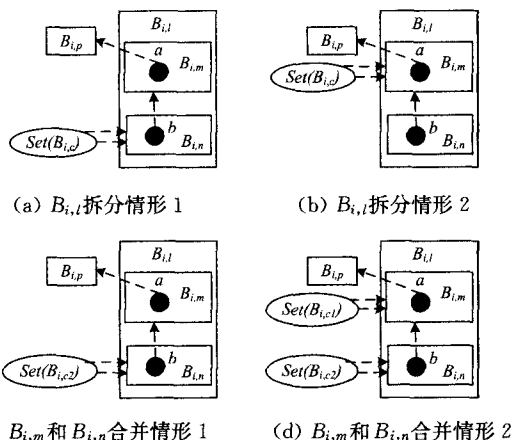 B_{i,l}
B_{i,p}
a
B_{i,m}
b
Set(B_{i,c})
B_{i,n}
(a) B_{i,l}拆分情形 1
B_{i,l}
B_{i,p}
a
B_{i,m}
Set(B_{i,c})
b
B_{i,n}
(b) B_{i,l}拆分情形 2
B_{i,l}
B_{i,p}
a
B_{i,m}
b
Set(B_{i,c2})
B_{i,n}
B_{i,m}和 B_{i,n}合并情形 1
B_{i,l}
B_{i,p}
a
B_{i,m}
Set(B_{i,c1})
b
Set(B_{i,c2})
B_{i,n}
(d) B_{i,m}和 B_{i,n}合并情形 2